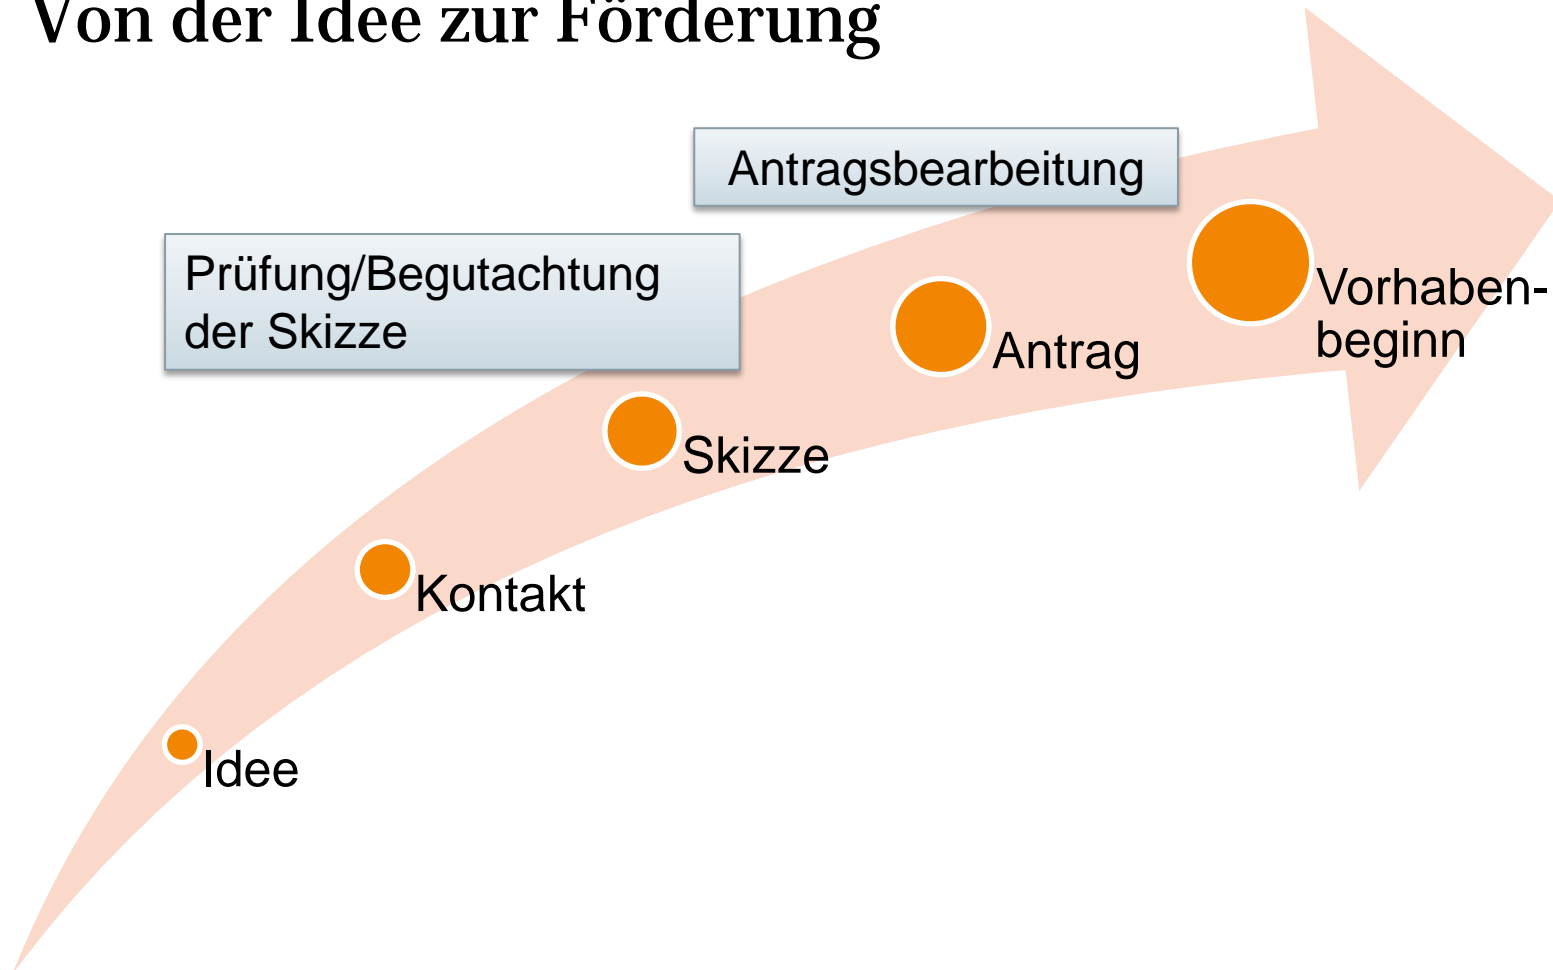 Von der Idee zur Förderung
Antragsbearbeitung
Prüfung/Begutachtung
der Skizze
Vorhaben-
beginn
Antrag
Skizze
Kontakt
Idee